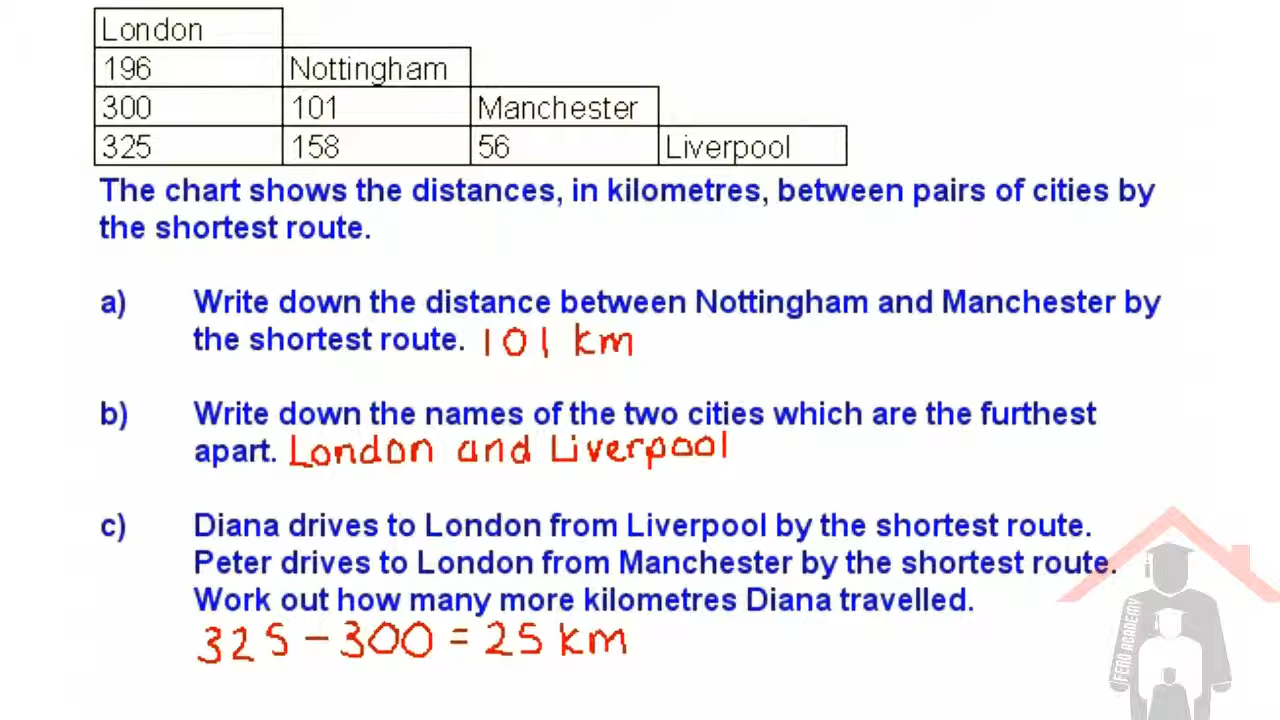 London
196 Nottingham
300 101 Manchester
325 158 56 Liverpool
The chart shows the distances, in kilometres, between pairs of cities by
the shortest route.
a) Write down the distance between Nottingham and Manchester by
the shortest route. 101 km
b) Write down the names of the two cities which are the furthest
apart. London and Liverpool
c) Diana drives to London from Liverpool by the shortest route.
Peter drives to London from Manchester by the shortest route.
Work out how many more kilometres Diana travelled.
325 - 300 = 25 km
FENO ACADEMY